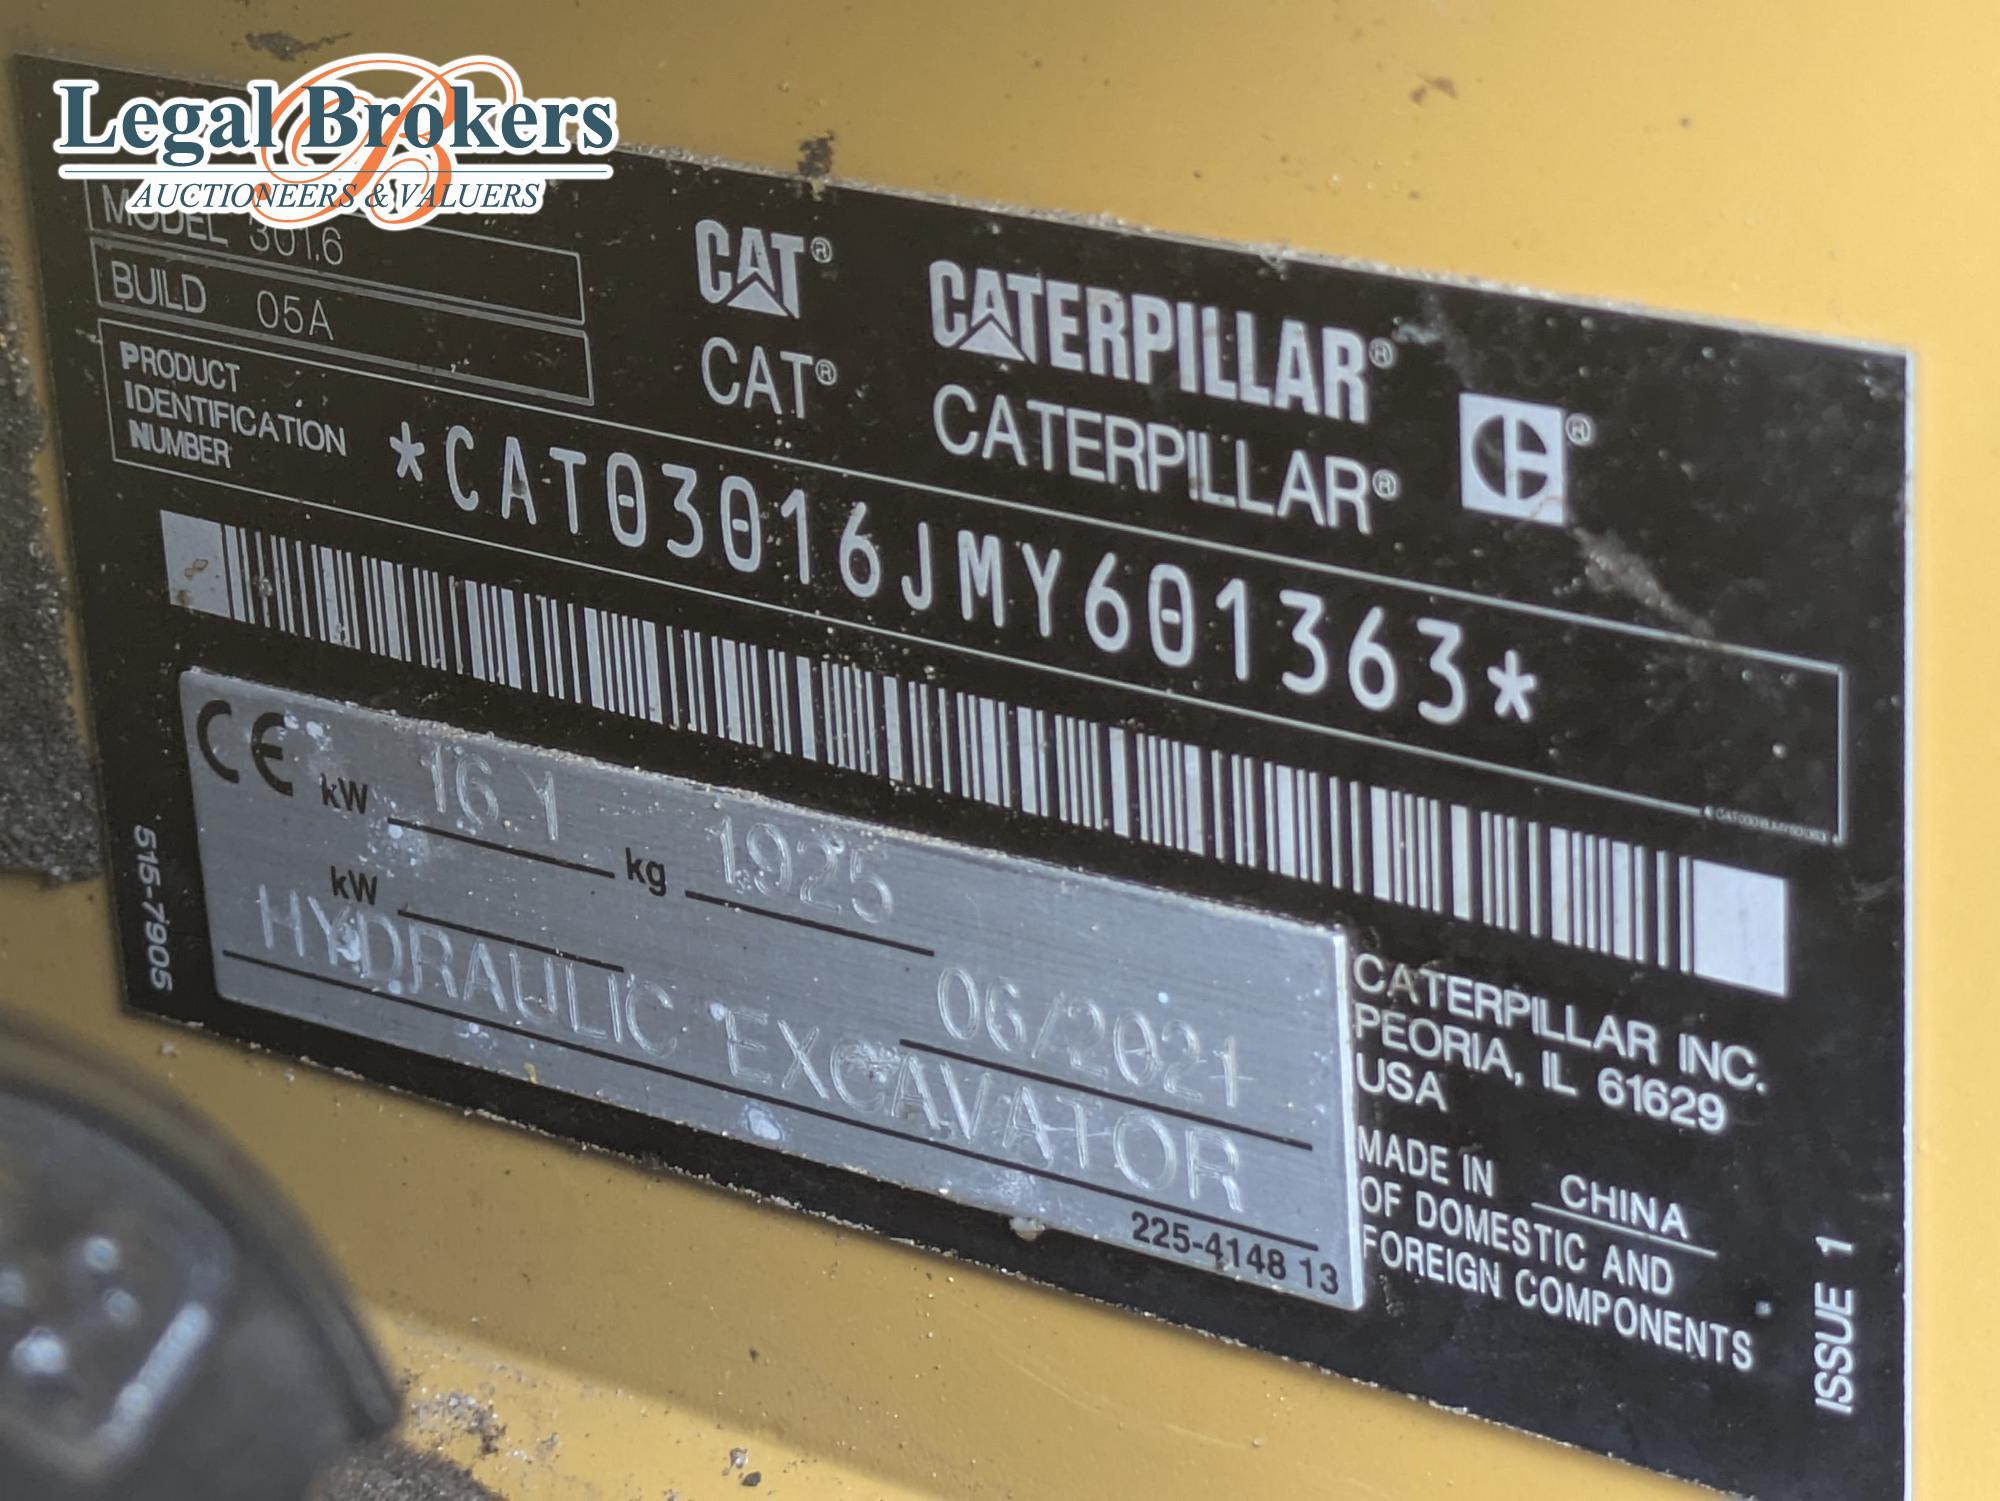 Legal Brokers
AUCTIONEERS & VALUERS
MODEL 301.6
BUILD 05A
PRODUCT
IDENTIFICATION
NUMBER
*CAT03016JMY601363*
CAT®
CAT®
CATERPILLAR®
CATERPILLAR®
®
CE
kW 16.1 kg 1925
kW 06/2021
HYDRAULIC EXCAVATOR
225-4148 13
515-7905
CATERPILLAR INC.
PEORIA, IL 61629
USA
MADE IN CHINA
OF DOMESTIC AND
FOREIGN COMPONENTS
ISSUE 1